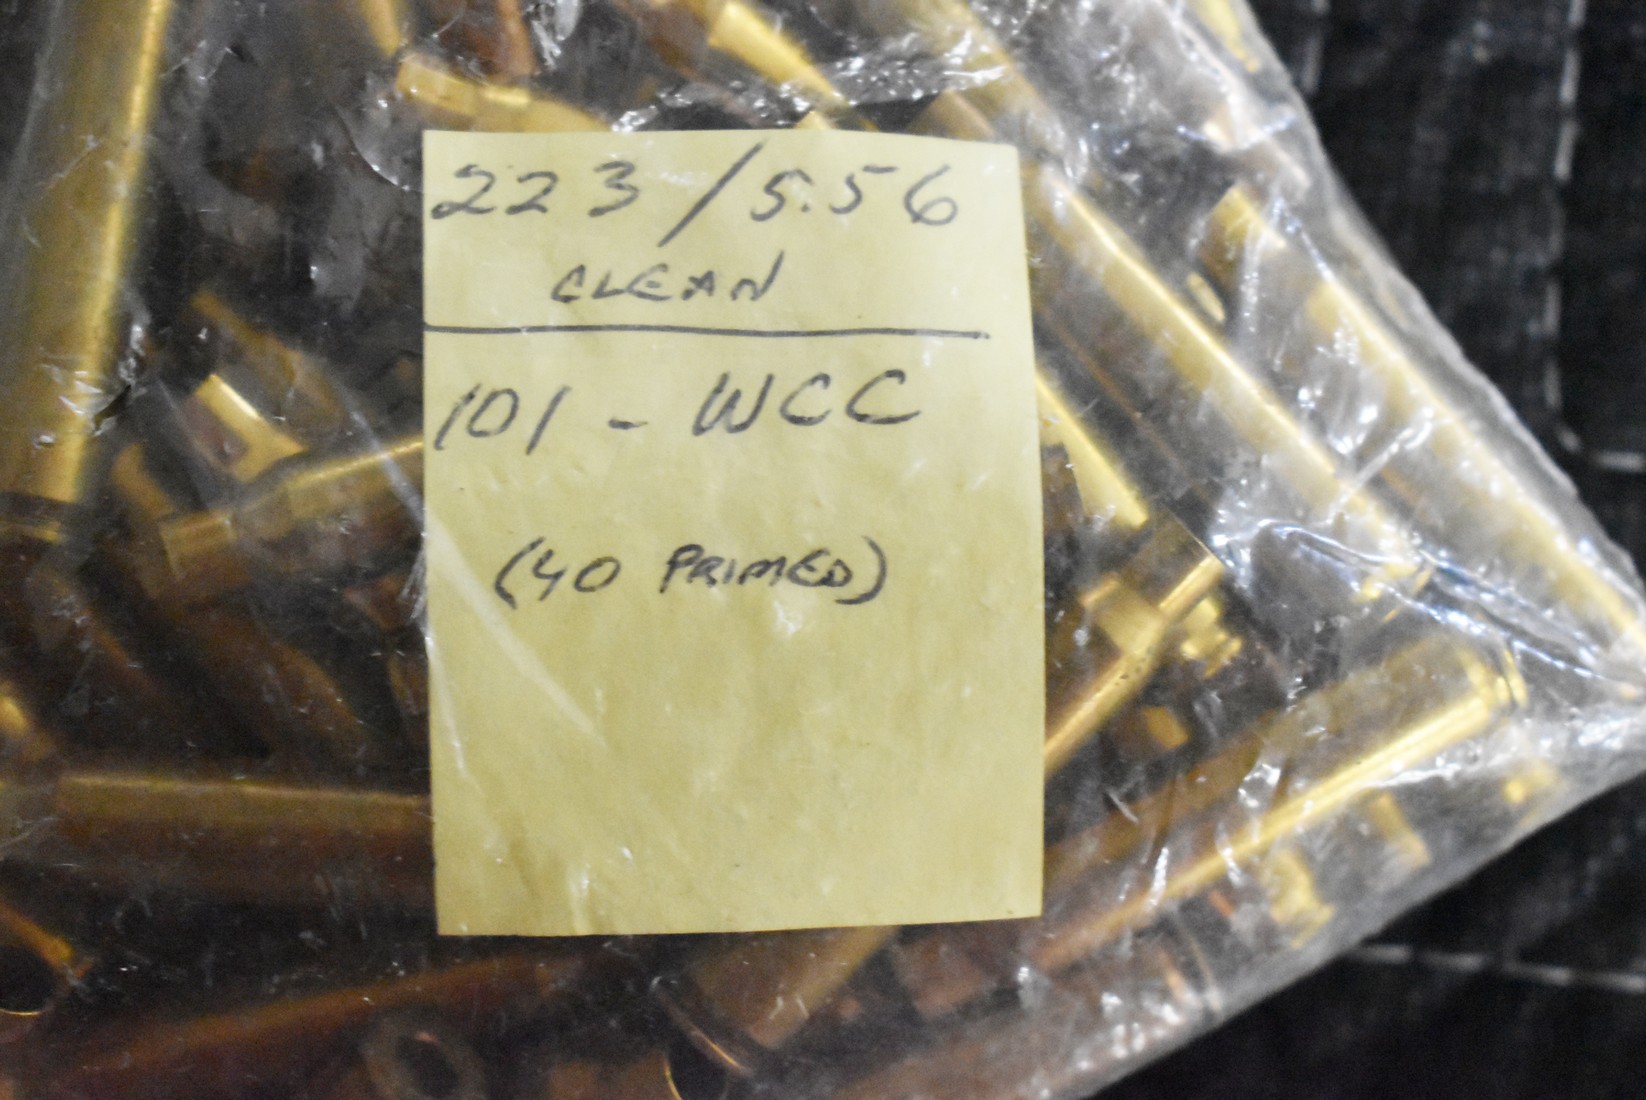 223/5.56
CLEAN
101 - WCC
(40 PRIMED)